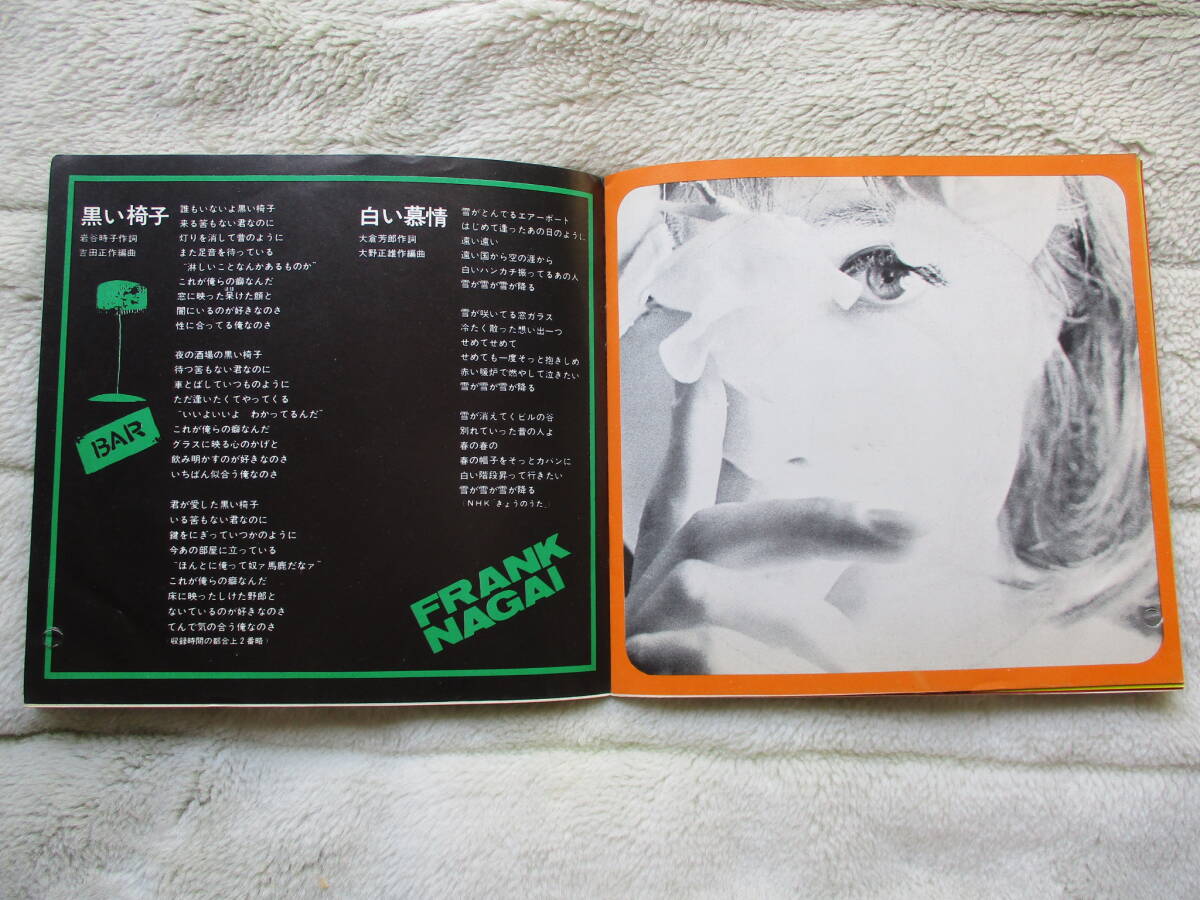 黒い椅子
岩谷時子作詞
吉田正作編曲
誰もいないよ黒い椅子
来る筈もない君なのに
灯りを消して昔のように
また足音を待っている
“淋しいことなんかあるものか”
これが俺らの癖なんだ
窓に映った呆けた顔と
闇にいるのが好きなのさ
性に合ってる俺なのさ
夜の酒場の黒い椅子
待つ筈もない君なのに
車とばしていつものように
ただ逢いたくてやってくる
“いいよいいよ　わかってるんだ”
これが俺らの癖なんだ
グラスに映る心のかげと
飲み明かすのが好きなのさ
いちばん似合う俺なのさ
君が愛した黒い椅子
いる筈もない君なのに
鍵をにぎっていつかのように
今あの部屋に立っている
“ほんとに俺って奴ァ馬鹿だなァ”
これが俺らの癖なんだ
床に映ったしけた野郎と
ないているのが好きなのさ
てんで気の合う俺なのさ
（収録時間の都合上2番略）
BAR
白い慕情
大倉芳郎作詞
大野正雄作編曲
雪がとんでるエアーポート
はじめて逢ったあの日のように
遠い遠い
遠い国から空の涯から
白いハンカチ振ってるあの人
雪が雪が雪が降る
雪が咲いてる窓ガラス
冷たく散った想い出一つ
せめてせめて
せめても一度そっと抱きしめ
赤い暖炉で燃やして泣きたい
雪が雪が雪が降る
雪が消えてくビルの谷
別れていった昔の人よ
春の春の
春の帽子をそっとカバンに
白い階段昇って行きたい
雪が雪が雪が降る
（NHK「きょうのうた」）
FRANK
NAGAI